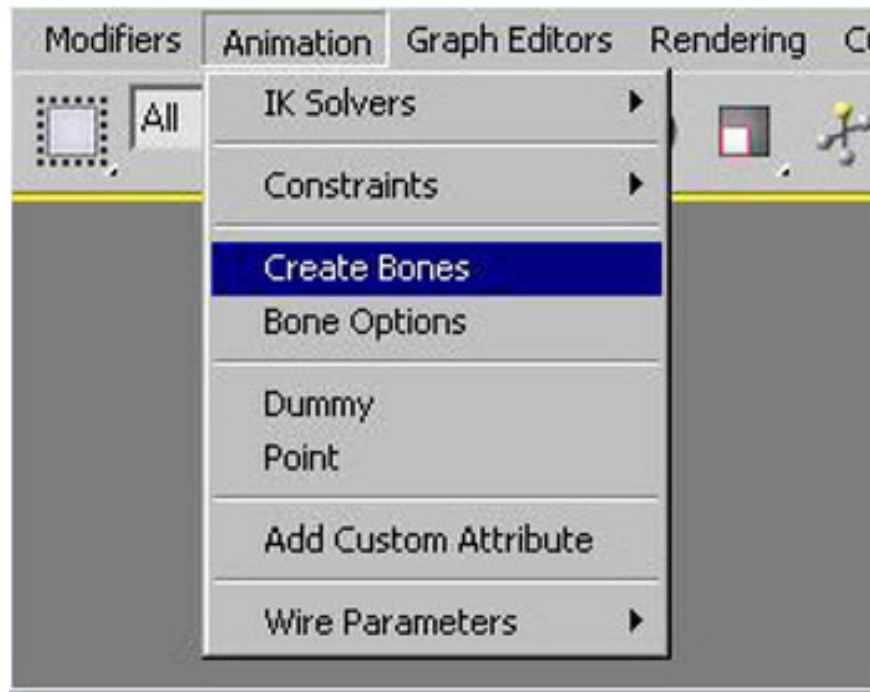 Modifiers Animation Graph Editors Rendering
All
IK Solvers
Constraints
Create Bones
Bone Options
Dummy
Point
Add Custom Attribute
Wire Parameters